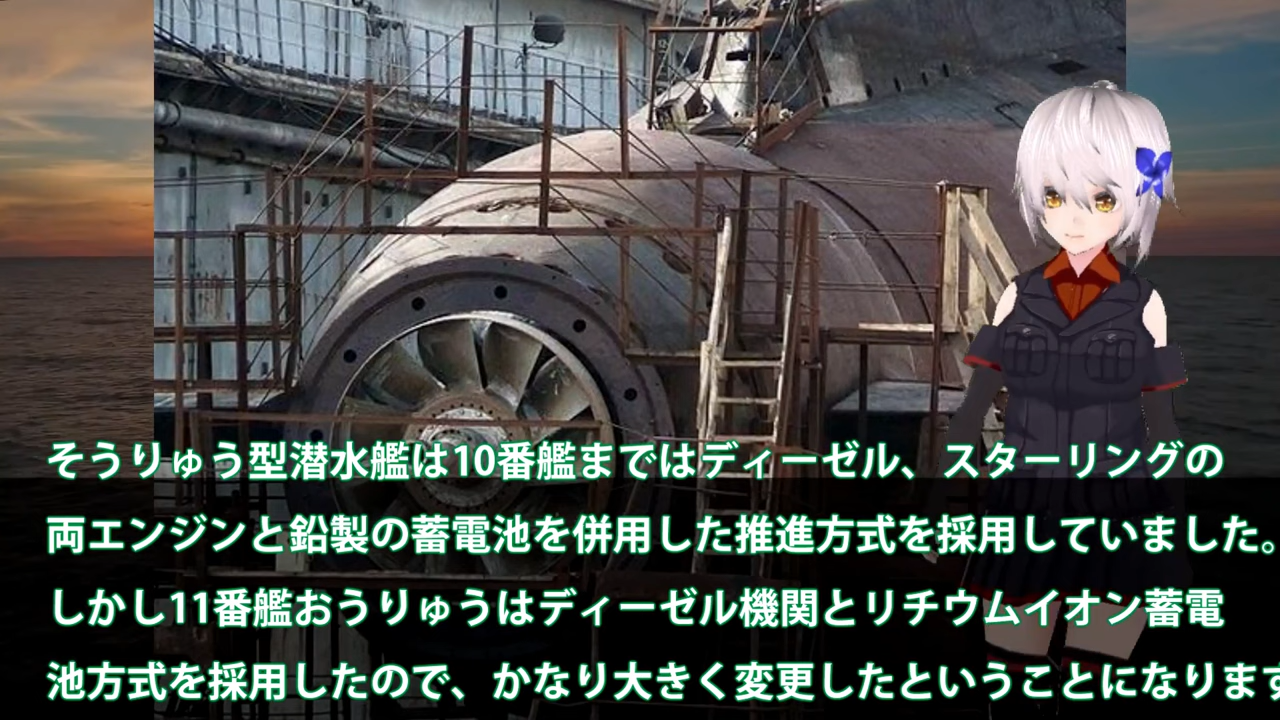 そうりゅう型潜水艦は10番艦まではディーゼル、スターリングの
両エンジンと鉛製の蓄電池を併用した推進方式を採用していました。
しかし11番艦おうりゅうはディーゼル機関とリチウムイオン蓄電
池方式を採用したので、かなり大きく変更したということになります